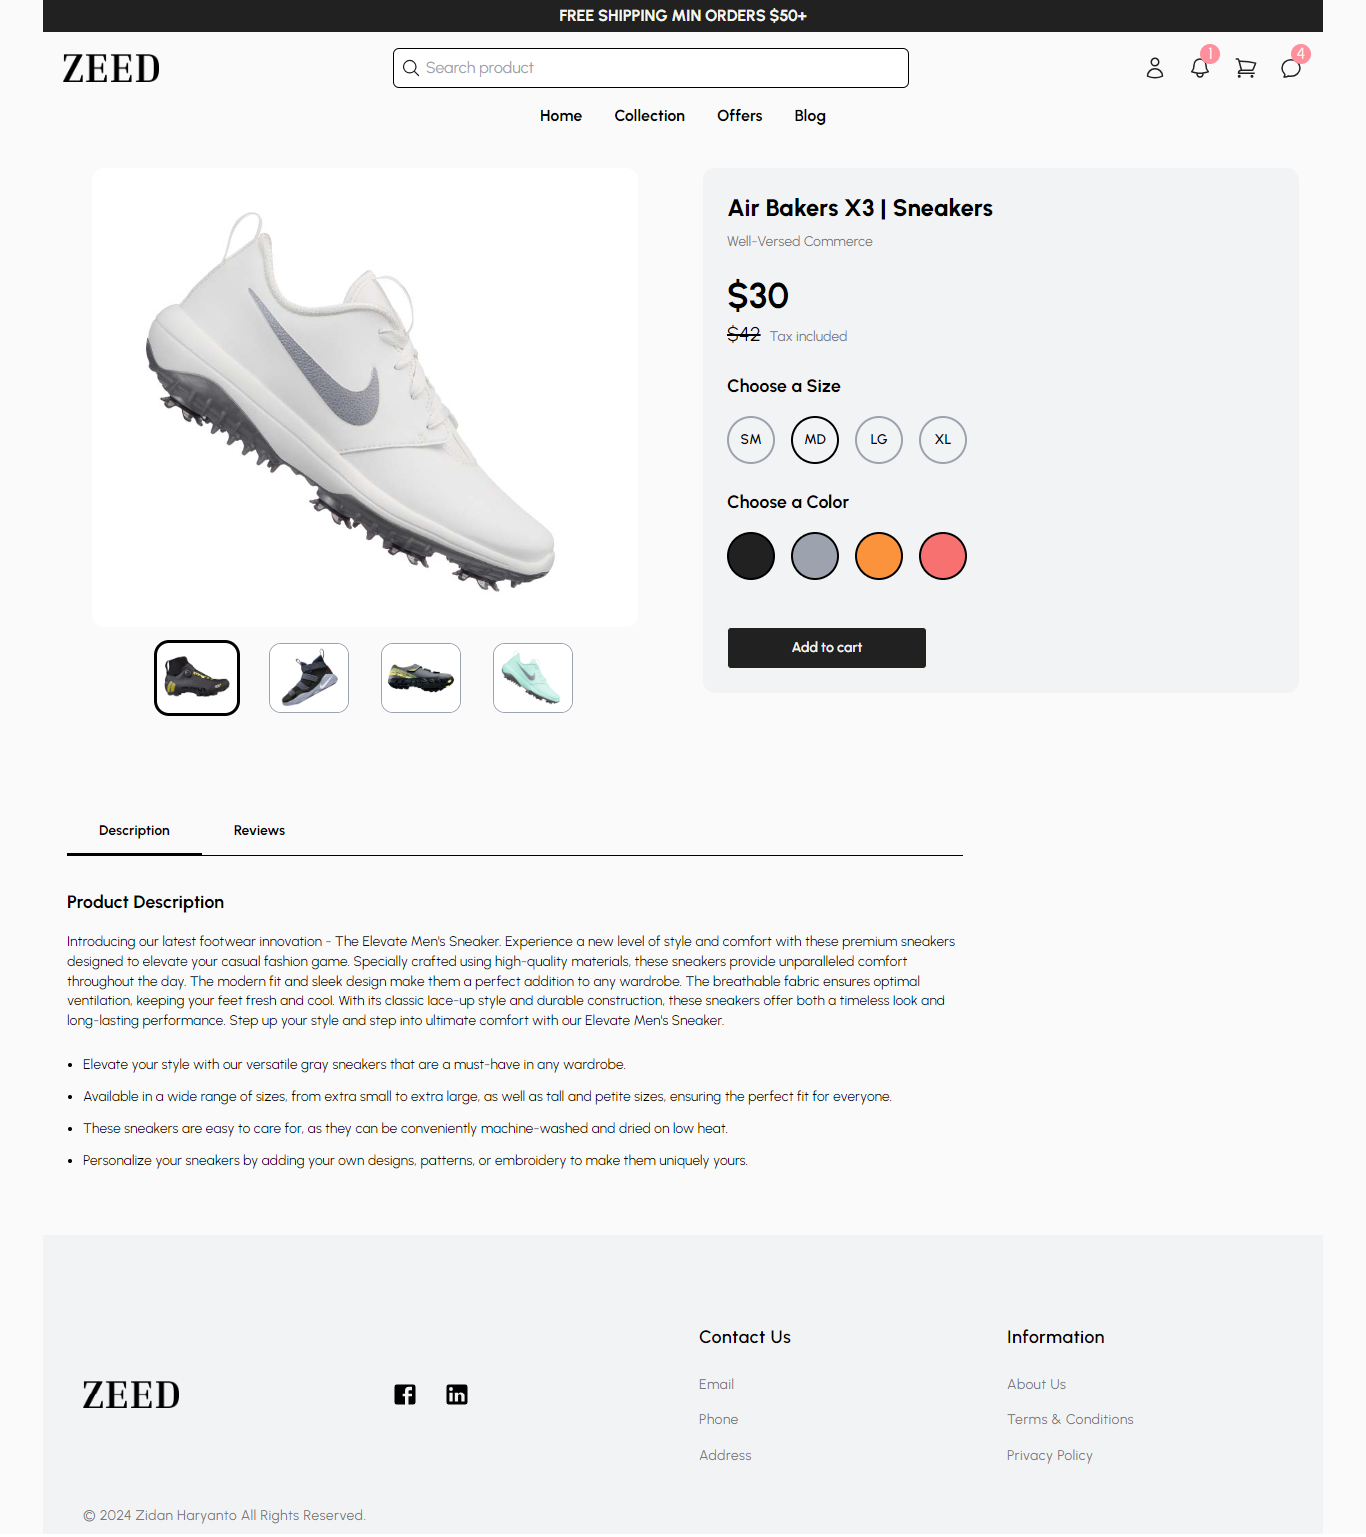 FREE SHIPPING MIN ORDERS $50+
ZEED
Search product
1
4
Home Collection Offers Blog
Air Bakers X3 | Sneakers
Well-Versed Commerce
$30
$42 Tax included
Choose a Size
SM MD LG XL
Choose a Color
Add to cart
Description Reviews
Product Description
Introducing our latest footwear innovation - The Elevate Men's Sneaker. Experience a new level of style and comfort with these premium sneakers
designed to elevate your casual fashion game. Specially crafted using high-quality materials, these sneakers provide unparalleled comfort
throughout the day. The modern fit and sleek design make them a perfect addition to any wardrobe. The breathable fabric ensures optimal
ventilation, keeping your feet fresh and cool. With its classic lace-up style and durable construction, these sneakers offer both a timeless look and
long-lasting performance. Step up your style and step into ultimate comfort with our Elevate Men's Sneaker.
• Elevate your style with our versatile gray sneakers that are a must-have in any wardrobe.
• Available in a wide range of sizes, from extra small to extra large, as well as tall and petite sizes, ensuring the perfect fit for everyone.
• These sneakers are easy to care for, as they can be conveniently machine-washed and dried on low heat.
• Personalize your sneakers by adding your own designs, patterns, or embroidery to make them uniquely yours.
ZEED
Contact Us
Email
Phone
Address
Information
About Us
Terms & Conditions
Privacy Policy
© 2024 Zidan Haryanto All Rights Reserved.